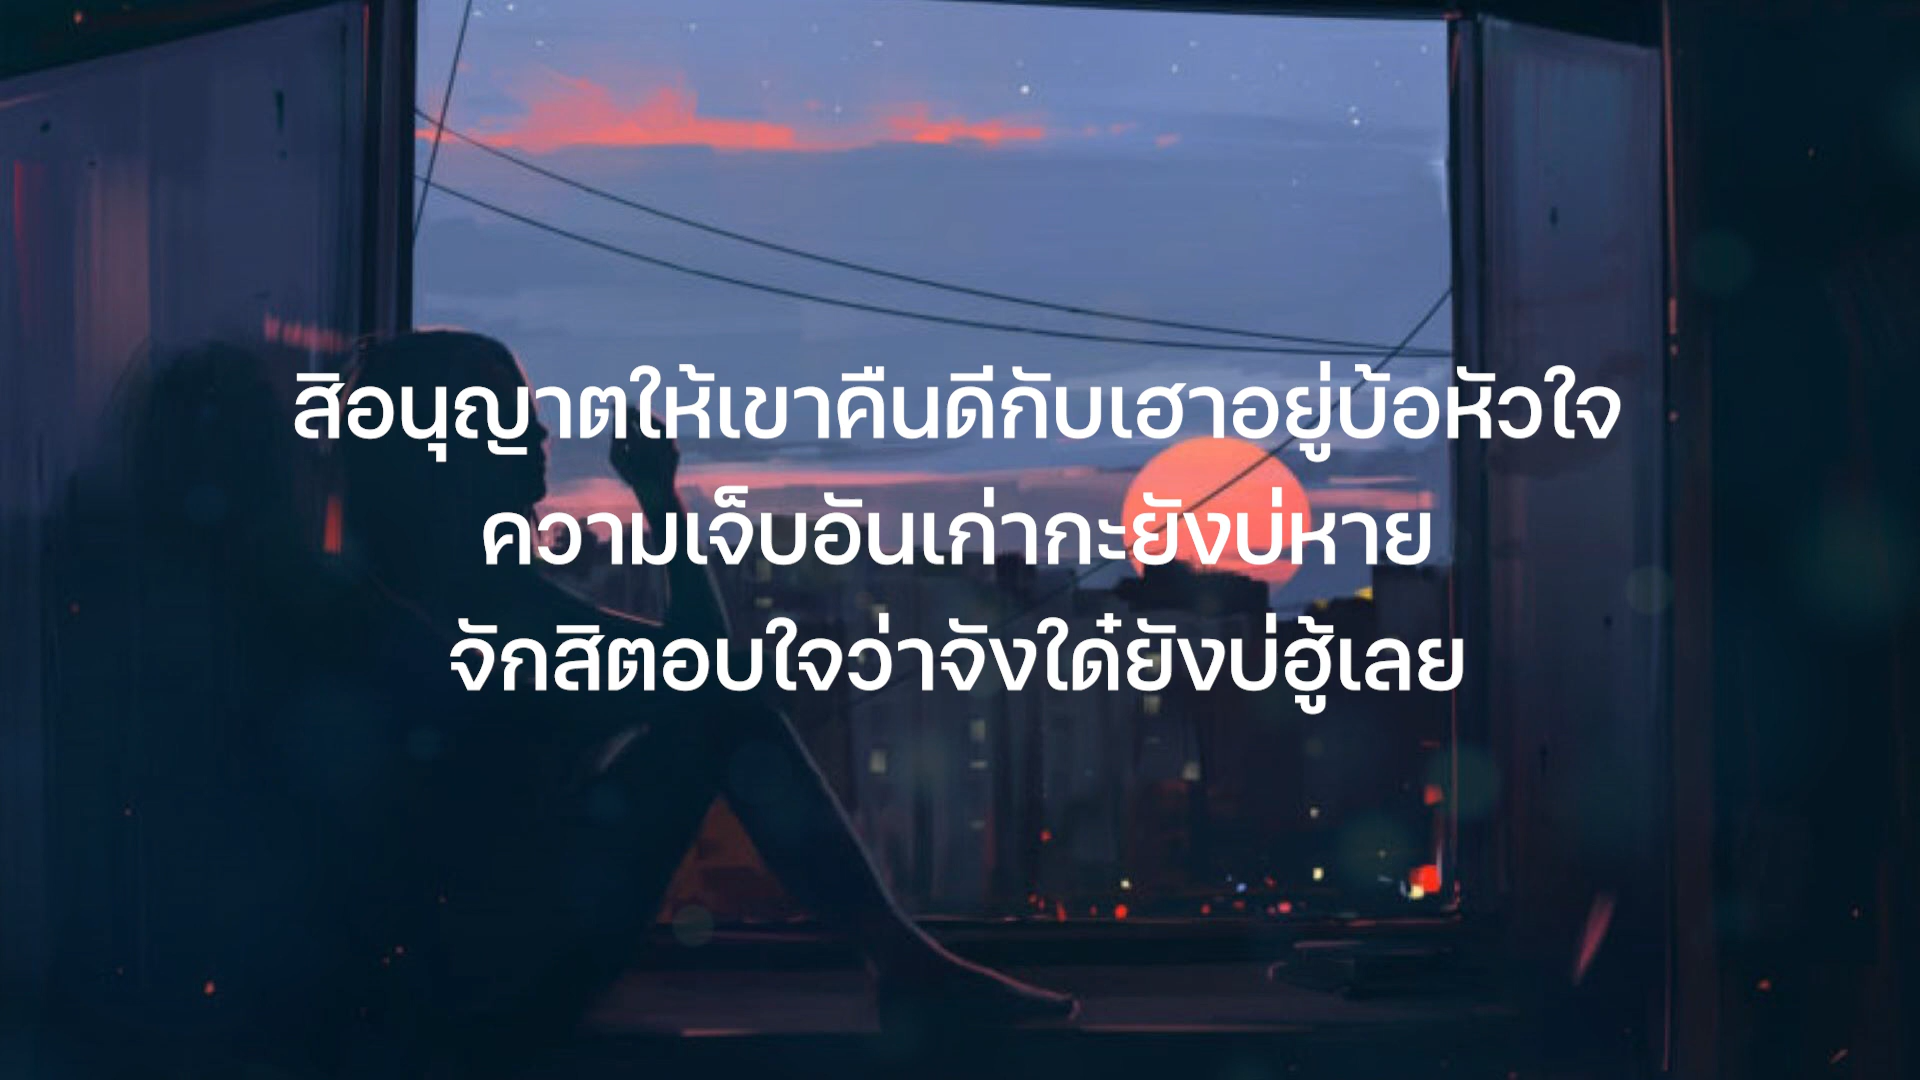 สิอนุญาตให้เขาคืนดีกับเฮาอยู่บ้อหัวใจ
ความเจ็บอันเก่ากะยังบ่หาย
จักสิตอบใจว่าจังใด๋ยังบ่ฮู้เลย